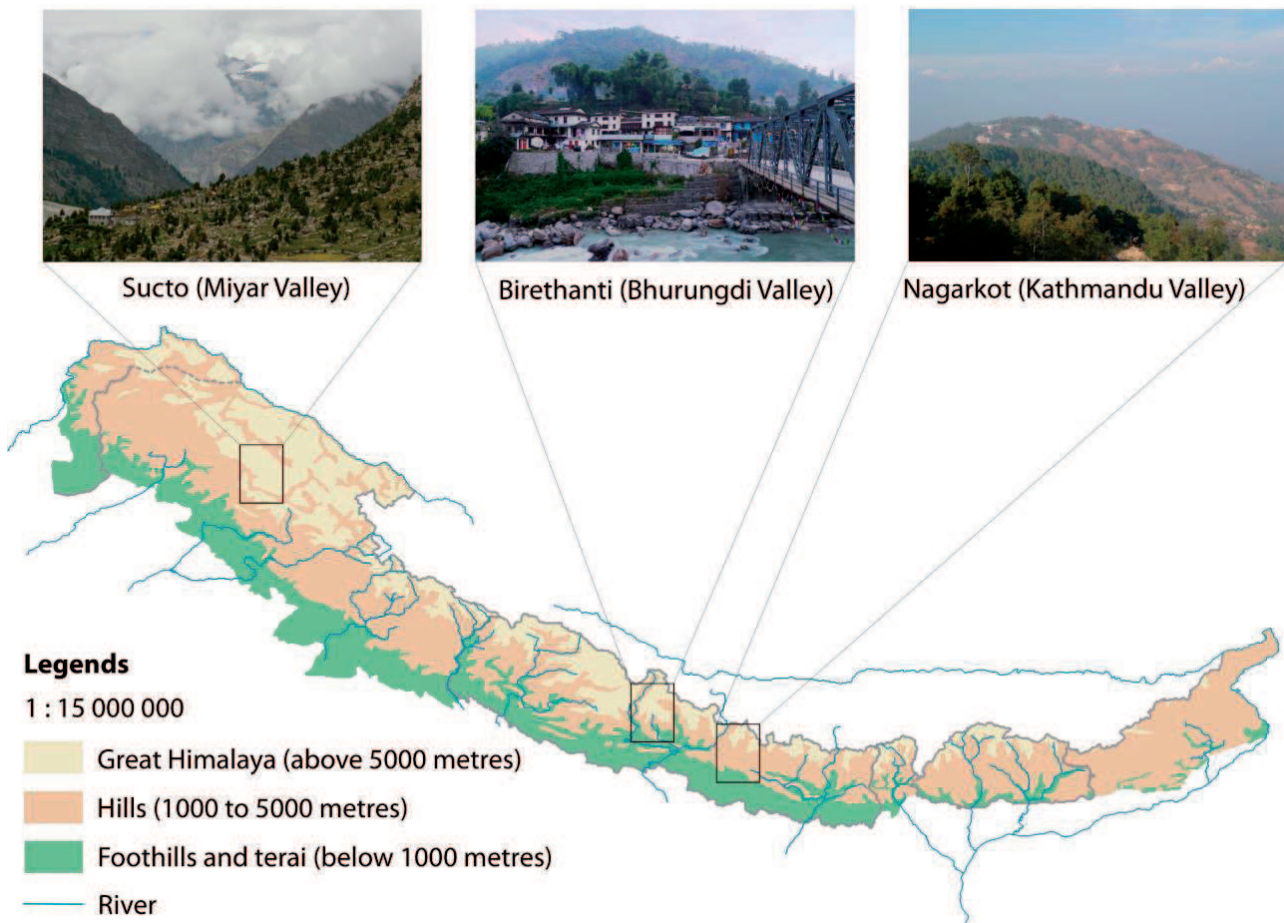 Sucto (Miyar Valley)
Birethanti (Bhurungdi Valley)
Nagarkot (Kathmandu Valley)
Legends
1 : 15 000 000
Great Himalaya (above 5000 metres)
Hills (1000 to 5000 metres)
Foothills and terai (below 1000 metres)
River